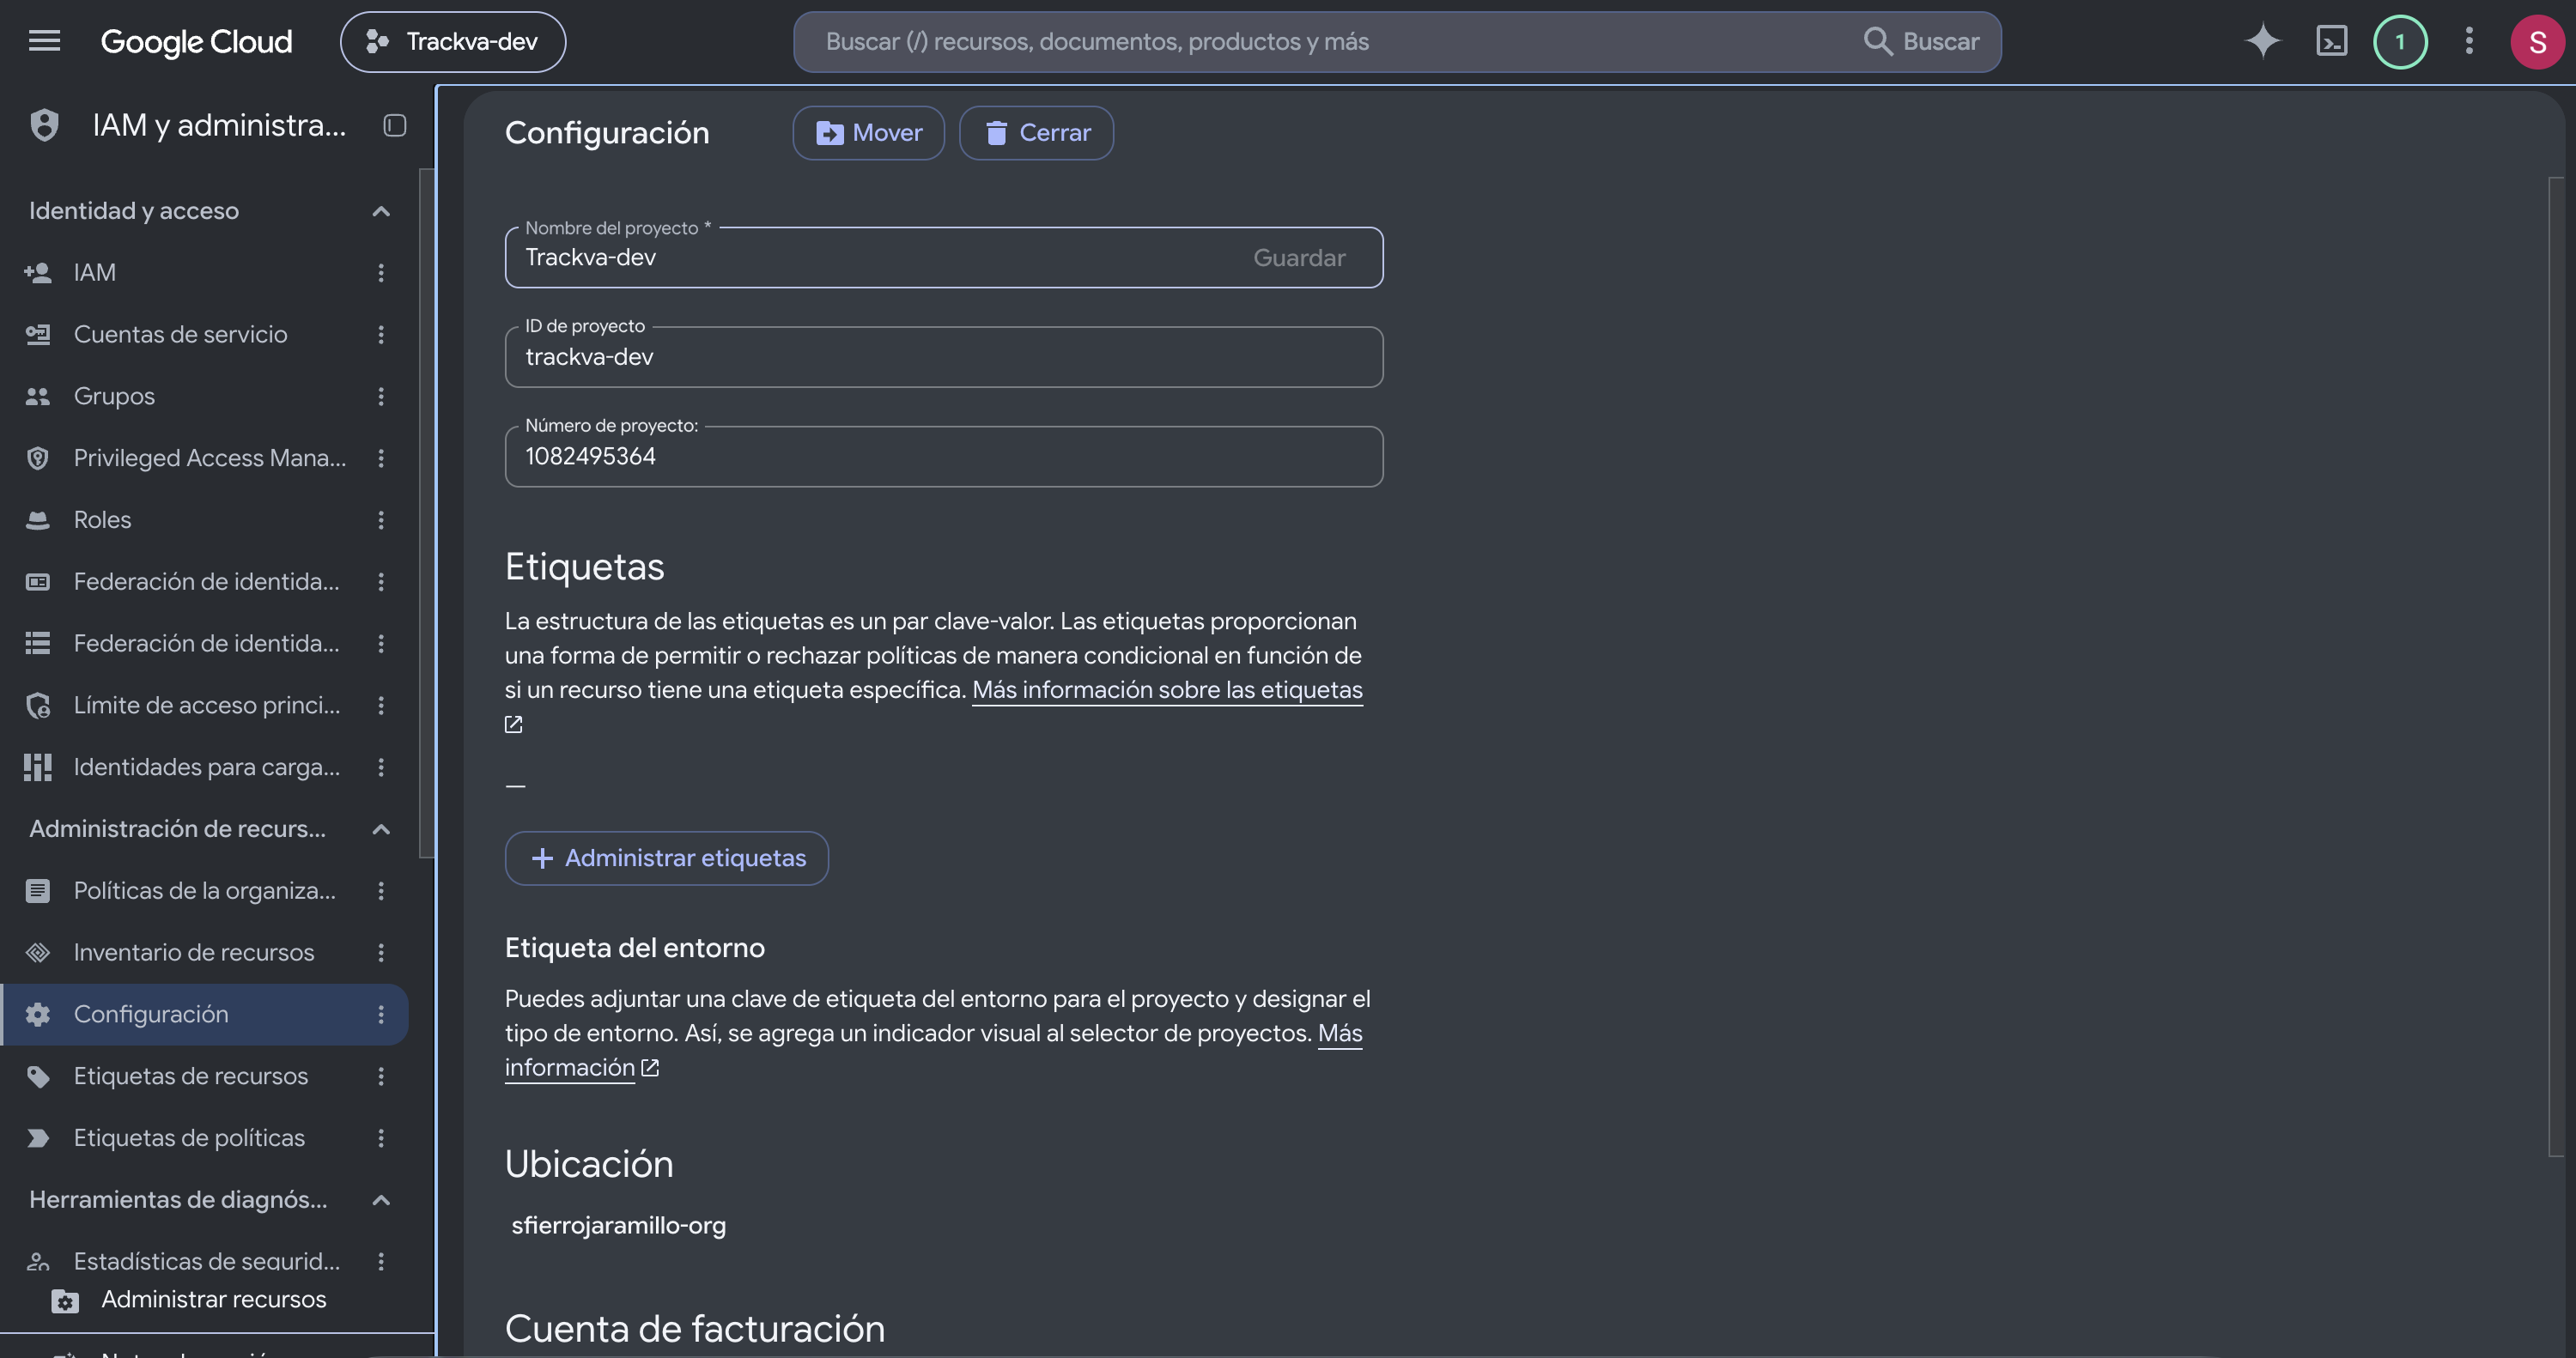 Google Cloud
Trackva-dev
Buscar (/) recursos, documentos, productos y más
Buscar
1
S
IAM y administra...
Identidad y acceso
IAM
Cuentas de servicio
Grupos
Privileged Access Mana...
Roles
Federación de identida...
Federación de identida...
Límite de acceso princi...
Identidades para carga...
Administración de recurs...
Políticas de la organiza...
Inventario de recursos
Configuración
Etiquetas de recursos
Etiquetas de políticas
Herramientas de diagnós...
Estadísticas de segurid...
Administrar recursos
Configuración
Mover
Cerrar
Nombre del proyecto *
Trackva-dev
Guardar
ID de proyecto
trackva-dev
Número de proyecto:
1082495364
Etiquetas
La estructura de las etiquetas es un par clave-valor. Las etiquetas proporcionan
una forma de permitir o rechazar políticas de manera condicional en función de
si un recurso tiene una etiqueta específica. Más información sobre las etiquetas
—
Administrar etiquetas
Etiqueta del entorno
Puedes adjuntar una clave de etiqueta del entorno para el proyecto y designar el
tipo de entorno. Así, se agrega un indicador visual al selector de proyectos. Más
información
Ubicación
sfierrojaramillo-org
Cuenta de facturación